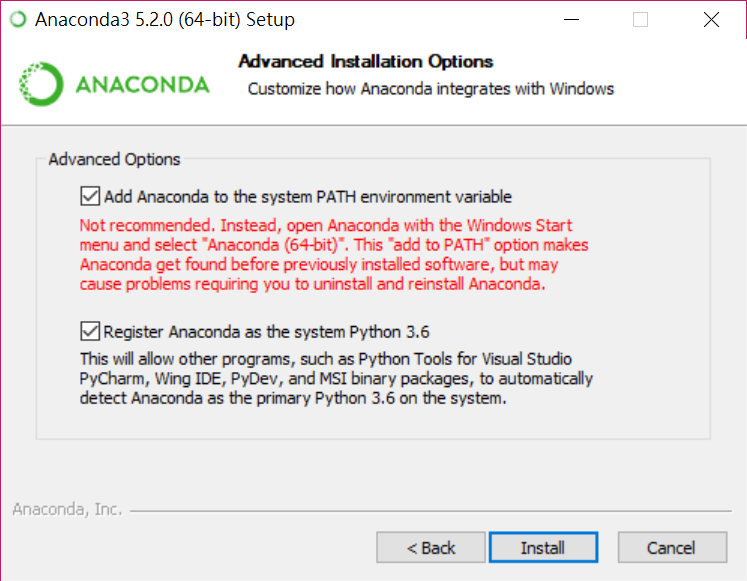 Anaconda3 5.2.0 (64-bit) Setup
ANACONDA
Advanced Installation Options
Customize how Anaconda integrates with Windows
Advanced Options
Add Anaconda to the system PATH environment variable
Not recommended. Instead, open Anaconda with the Windows Start
menu and select "Anaconda (64-bit)". This "add to PATH" option makes
Anaconda get found before previously installed software, but may
cause problems requiring you to uninstall and reinstall Anaconda.
Register Anaconda as the system Python 3.6
This will allow other programs, such as Python Tools for Visual Studio
PyCharm, Wing IDE, PyDev, and MSI binary packages, to automatically
detect Anaconda as the primary Python 3.6 on the system.
Anaconda, Inc.
< Back
Install
Cancel